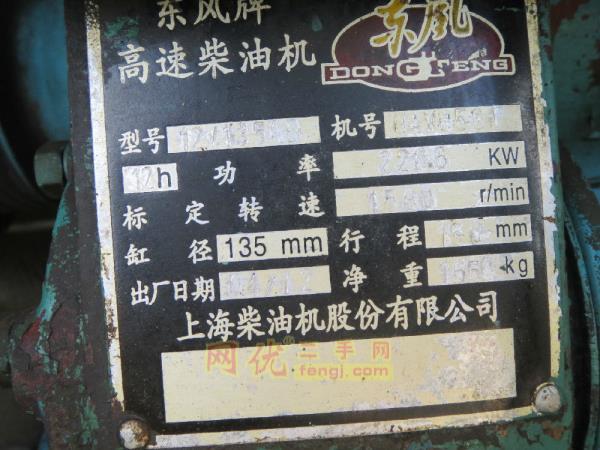 东风牌
东風
高速柴油机
DONGFENG
型号 机号
12h 功率 KW
标定转速 r/min
缸径 135 mm 行程 mm
出厂日期 净重 kg
上海柴油机股份有限公司
网优®二手网
fengj.com